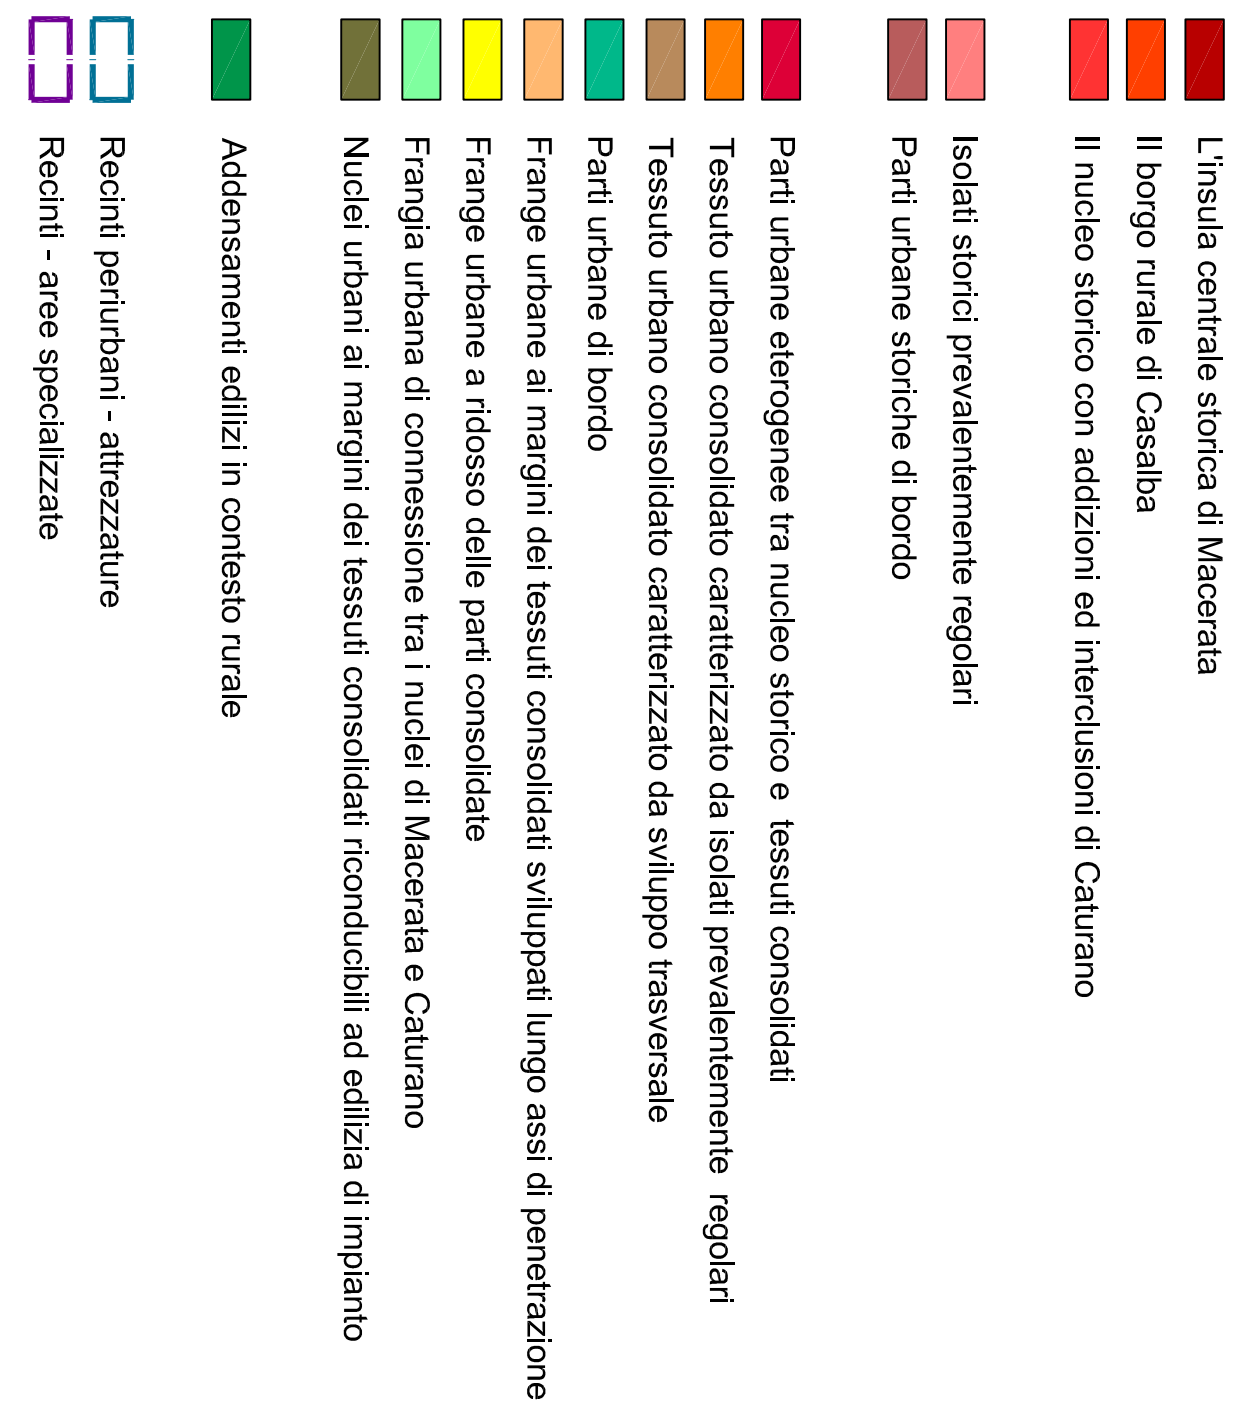 L'insula centrale storica di Macerata
Il borgo rurale di Casalba
Il nucleo storico con addizioni ed interclusioni di Caturano
Isolati storici prevalentemente regolari
Parti urbane storiche di bordo
Parti urbane eterogenee tra nucleo storico e  tessuti consolidati
Tessuto urbano consolidato caratterizzato da isolati prevalentemente  regolari
Tessuto urbano consolidato caratterizzato da sviluppo trasversale
Parti urbane di bordo
Frange urbane ai margini dei tessuti consolidati sviluppati lungo assi di penetrazione
Frange urbane a ridosso delle parti consolidate
Frangia urbana di connessione tra i nuclei di Macerata e Caturano
Nuclei urbani ai margini dei tessuti consolidati riconducibili ad edilizia di impianto
Addensamenti edilizi in contesto rurale
Recinti periurbani - attrezzature
Recinti - aree specializzate